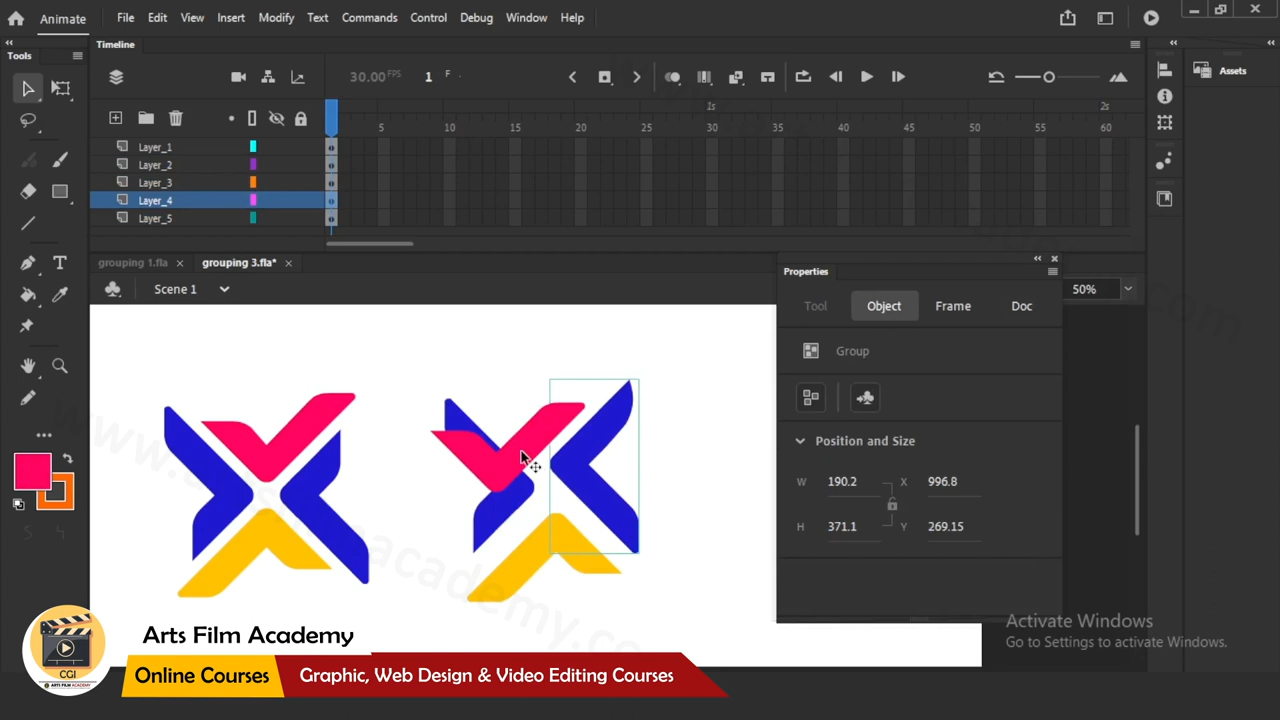 Animate File Edit View Insert Modify Text Commands Control Debug Window Help
Timeline
Tools
30.00 FPS 1 F
Assets
1s 2s
5 10 15 20 25 30 35 40 45 50 55 60
Layer_1
Layer_2
Layer_3
Layer_4
Layer_5
grouping 1.fla × grouping 3.fla* ×
Properties
Scene 1
50%
Tool Object Frame Doc
Group
Position and Size
W 190.2 X 996.8
H 371.1 Y 269.15
Activate Windows
Go to Settings to activate Windows.
Arts Film Academy
Online Courses Graphic, Web Design & Video Editing Courses
CGI
ARTS FILM ACADEMY